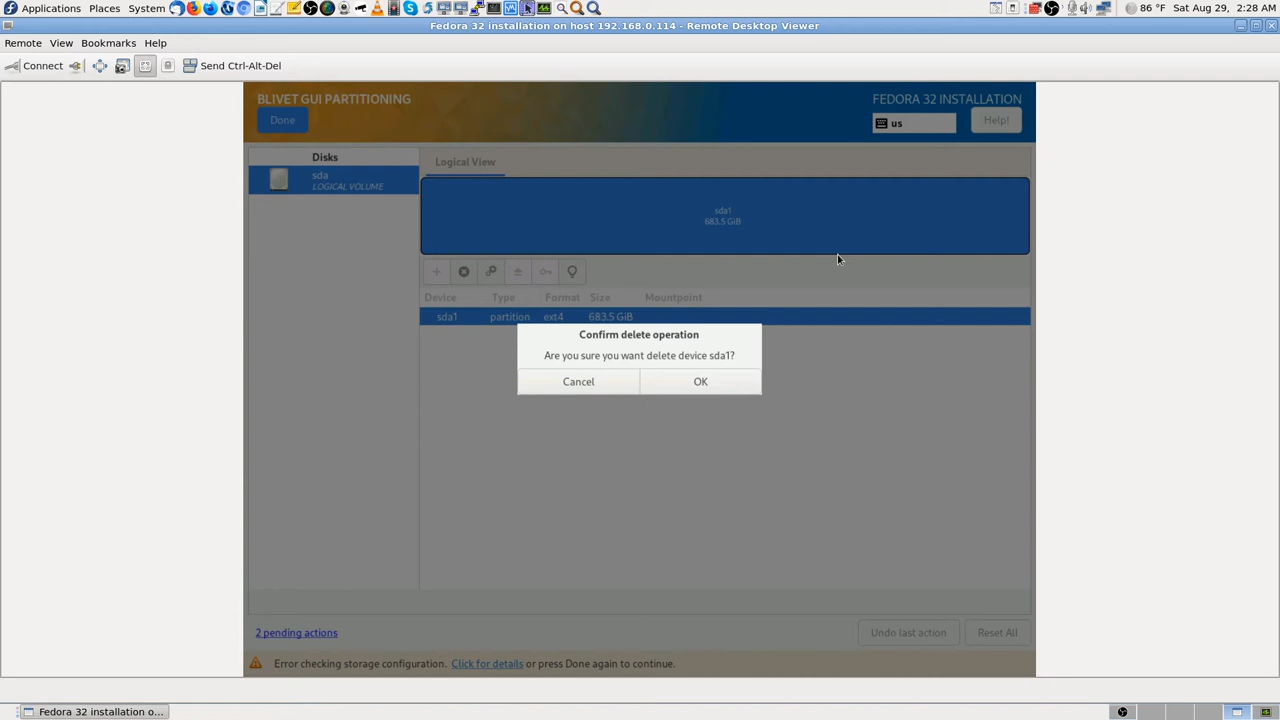 Applications Places System
86 °F Sat Aug 29, 2:28 AM
Fedora 32 installation on host 192.168.0.114 - Remote Desktop Viewer
Remote View Bookmarks Help
Connect Send Ctrl-Alt-Del
BLIVET GUI PARTITIONING
FEDORA 32 INSTALLATION
Done
us
Help!
Disks
sda
LOGICAL VOLUME
Logical View
sda1
683.5 GiB
Device Type Format Size Mountpoint
sda1 partition ext4 683.5 GiB
Confirm delete operation
Are you sure you want delete device sda1?
Cancel OK
2 pending actions
Undo last action Reset All
Error checking storage configuration. Click for details or press Done again to continue.
Fedora 32 installation o...